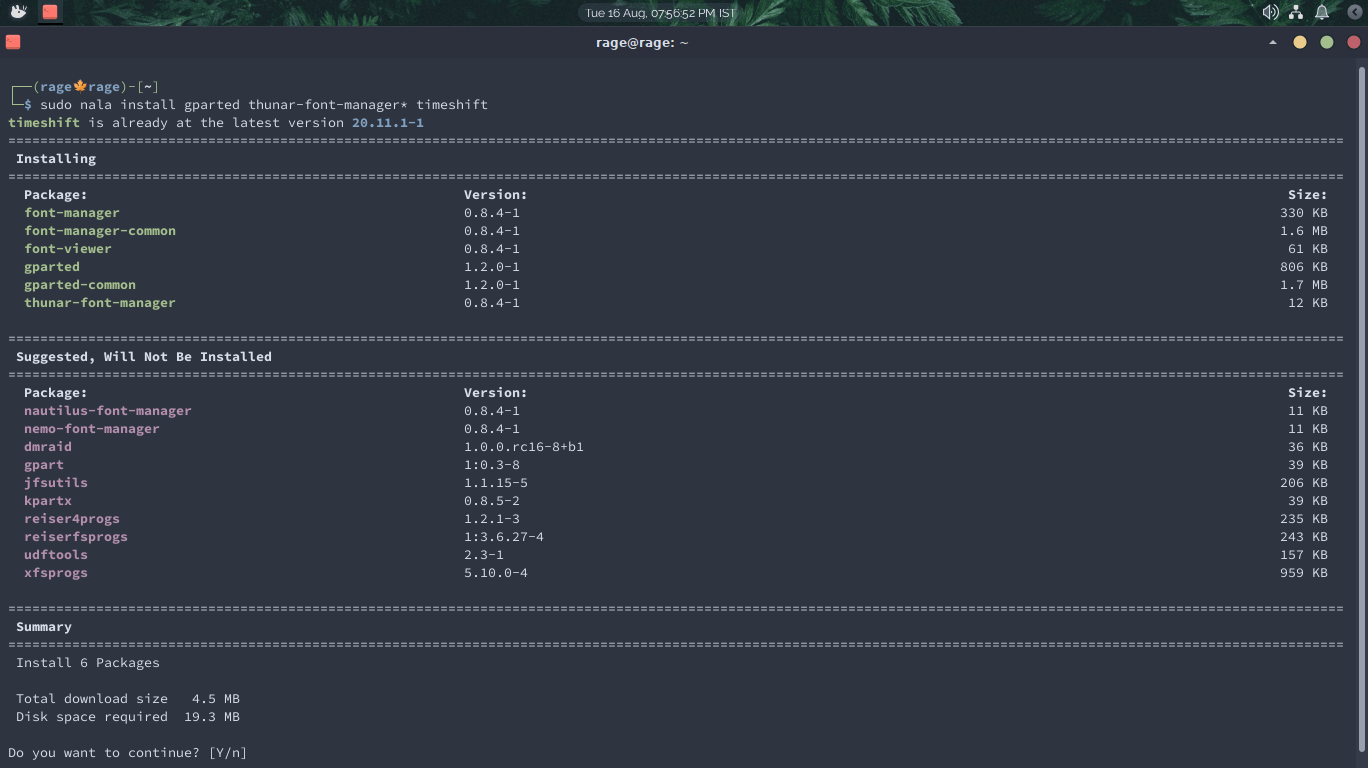 Tue 16 Aug, 07:56:52 PM IST
rage@rage: ~
┌──(rage🍁rage)-[~]
└─$ sudo nala install gparted thunar-font-manager* timeshift
timeshift is already at the latest version 20.11.1-1
Installing
Package: Version: Size:
font-manager 0.8.4-1 330 KB
font-manager-common 0.8.4-1 1.6 MB
font-viewer 0.8.4-1 61 KB
gparted 1.2.0-1 806 KB
gparted-common 1.2.0-1 1.7 MB
thunar-font-manager 0.8.4-1 12 KB
Suggested, Will Not Be Installed
Package: Version: Size:
nautilus-font-manager 0.8.4-1 11 KB
nemo-font-manager 0.8.4-1 11 KB
dmraid 1.0.0.rc16-8+b1 36 KB
gpart 1:0.3-8 39 KB
jfsutils 1.1.15-5 206 KB
kpartx 0.8.5-2 39 KB
reiser4progs 1.2.1-3 235 KB
reiserfsprogs 1:3.6.27-4 243 KB
udftools 2.3-1 157 KB
xfsprogs 5.10.0-4 959 KB
Summary
Install 6 Packages
Total download size 4.5 MB
Disk space required 19.3 MB
Do you want to continue? [Y/n]